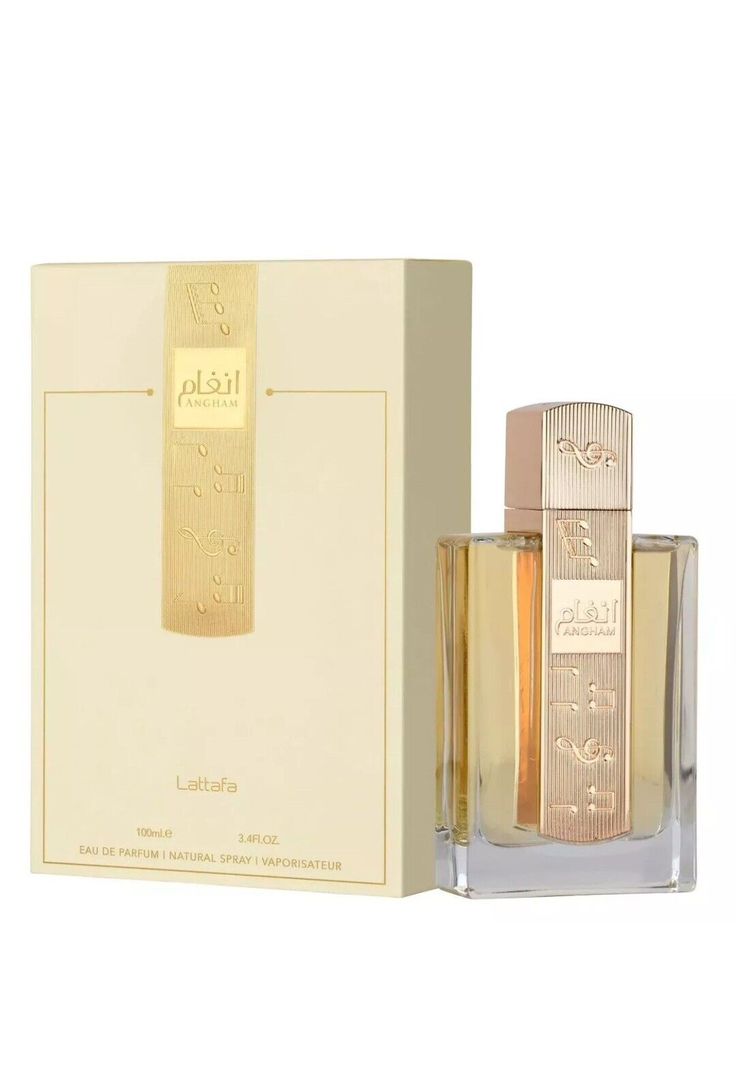 انغام
ANGHAM
Lattafa
100ml.e 3.4Fl.OZ.
EAU DE PARFUM | NATURAL SPRAY | VAPORISATEUR
انغام
ANGHAM